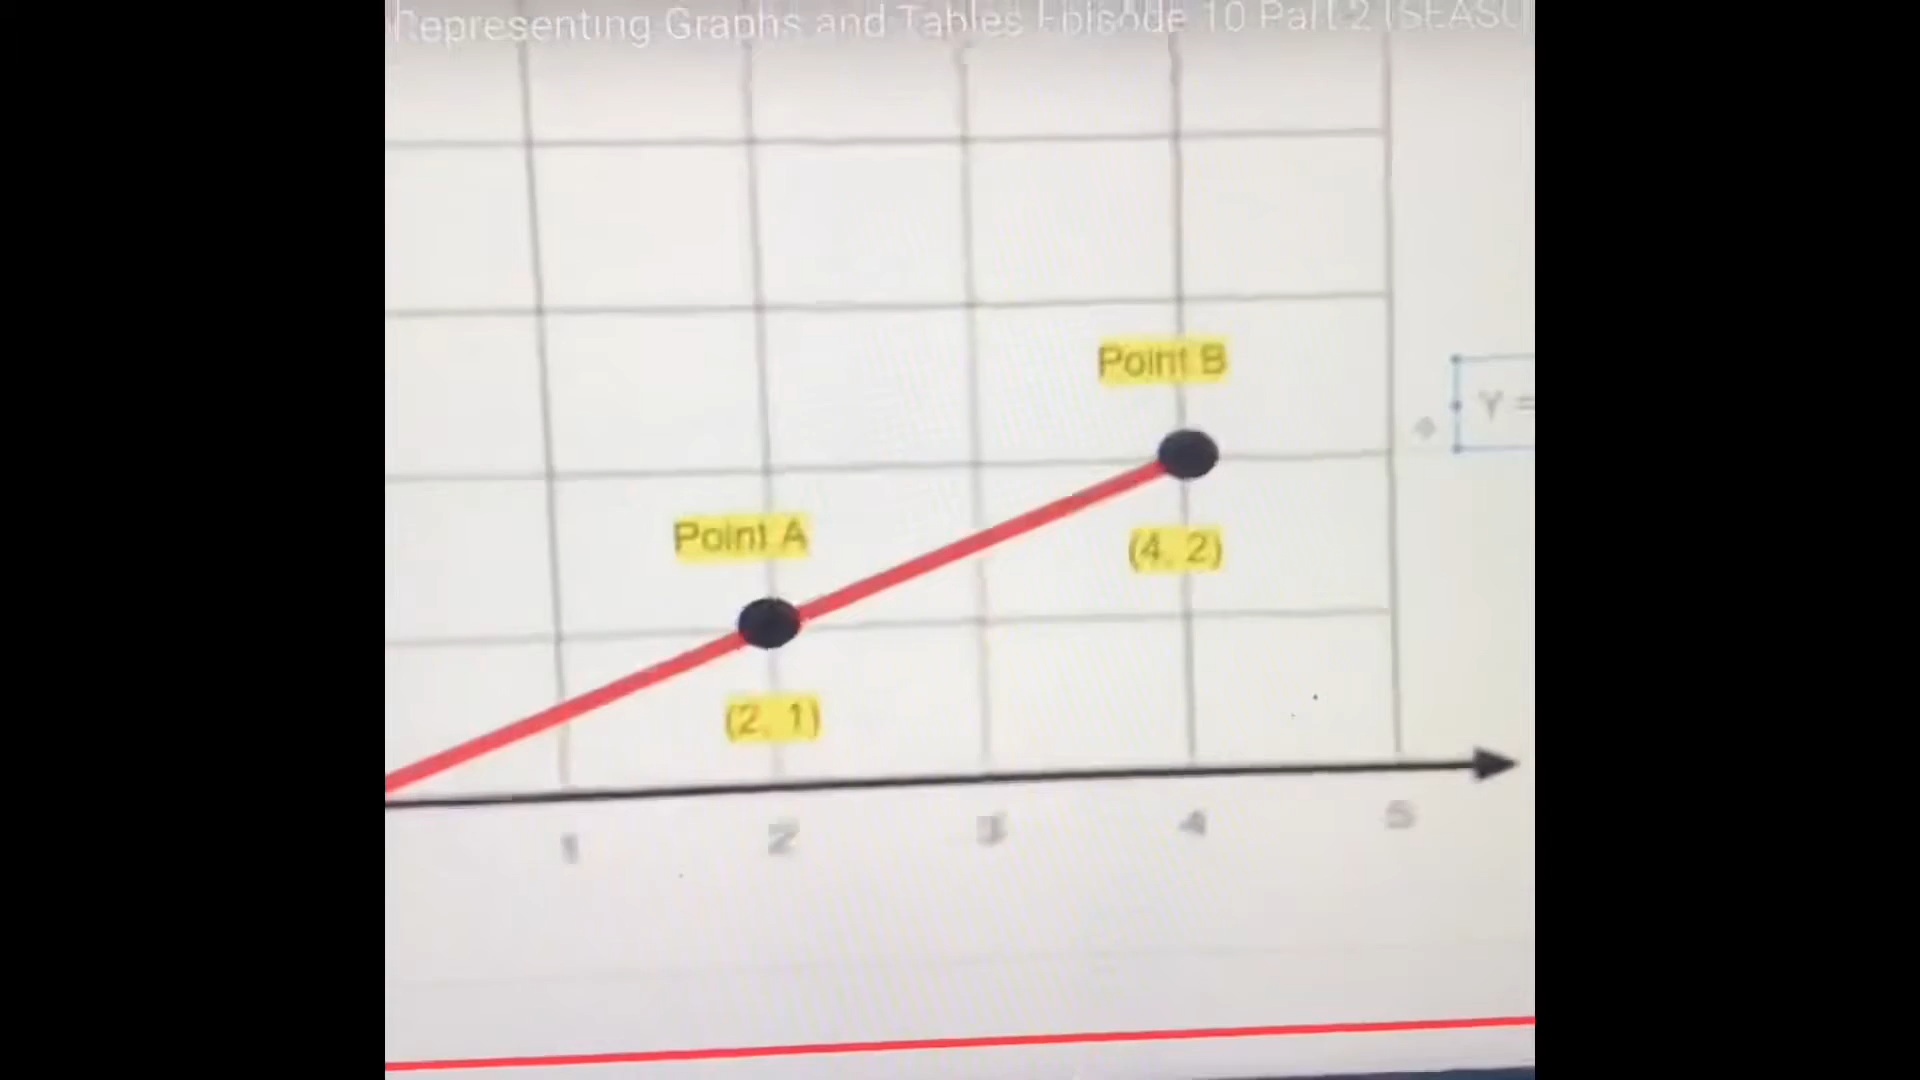 Representing Graphs and Tables Episode 10 Part 2 (SEASO
Point B
Y =
Point A
(4, 2)
(2, 1)
1 2 3 4 5